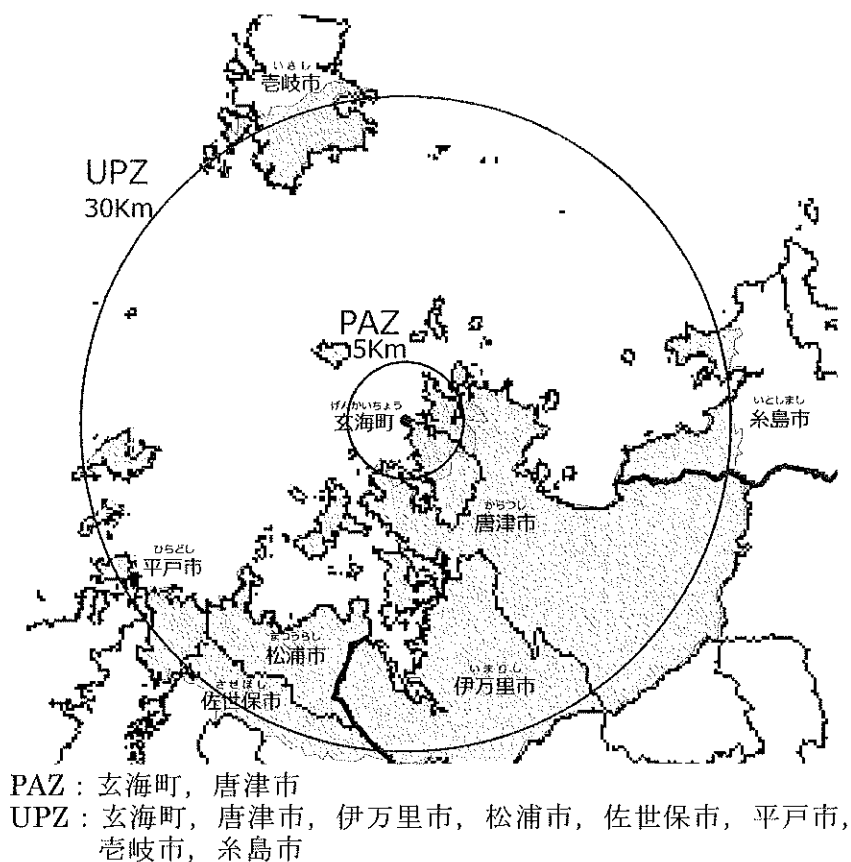 いきし
壱岐市
UPZ
30Km
PAZ
5Km
げんかいちょう
玄海町
いとしまし
糸島市
からつし
唐津市
ひらどし
平戸市
まつうらし
松浦市
いまりし
伊万里市
させぼし
佐世保市
PAZ：玄海町，唐津市
UPZ：玄海町，唐津市，伊万里市，松浦市，佐世保市，平戸市，
壱岐市，糸島市